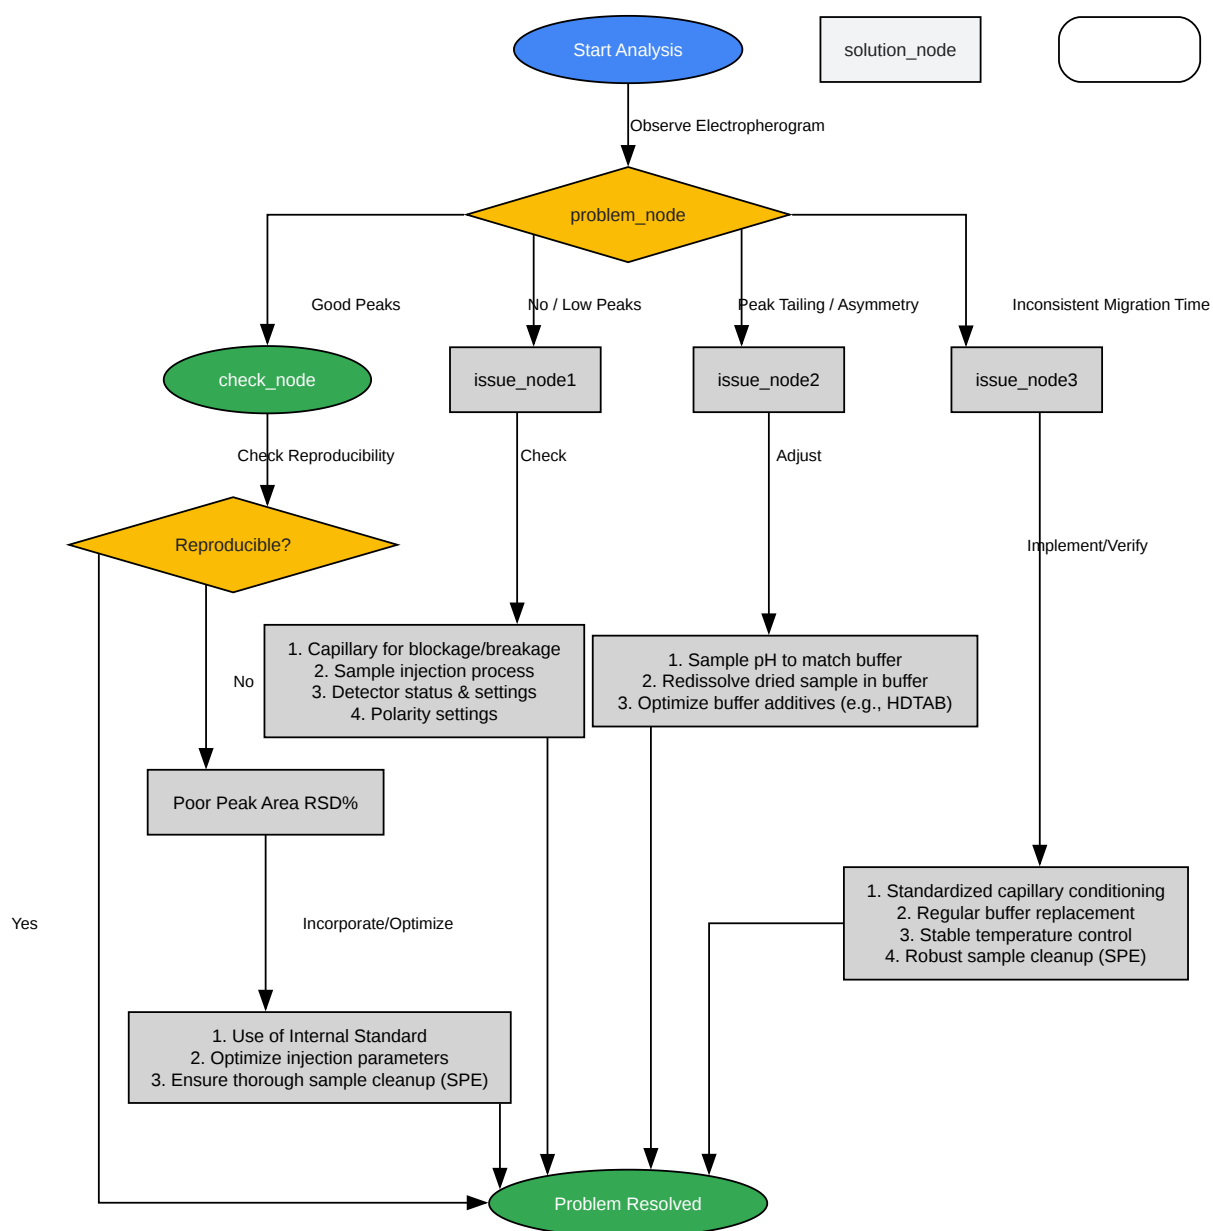 Start Analysis
solution_node
Observe Electropherogram
problem_node
Good Peaks
No / Low Peaks
Peak Tailing / Asymmetry
Inconsistent Migration Time
check_node
issue_node1
issue_node2
issue_node3
Check Reproducibility
Check
Adjust
Reproducible?
Implement/Verify
1. Capillary for blockage/breakage
2. Sample injection process
3. Detector status & settings
4. Polarity settings
1. Sample pH to match buffer
2. Redissolve dried sample in buffer
3. Optimize buffer additives (e.g., HDTAB)
No
Poor Peak Area RSD%
1. Standardized capillary conditioning
2. Regular buffer replacement
3. Stable temperature control
4. Robust sample cleanup (SPE)
Yes
Incorporate/Optimize
1. Use of Internal Standard
2. Optimize injection parameters
3. Ensure thorough sample cleanup (SPE)
Problem Resolved